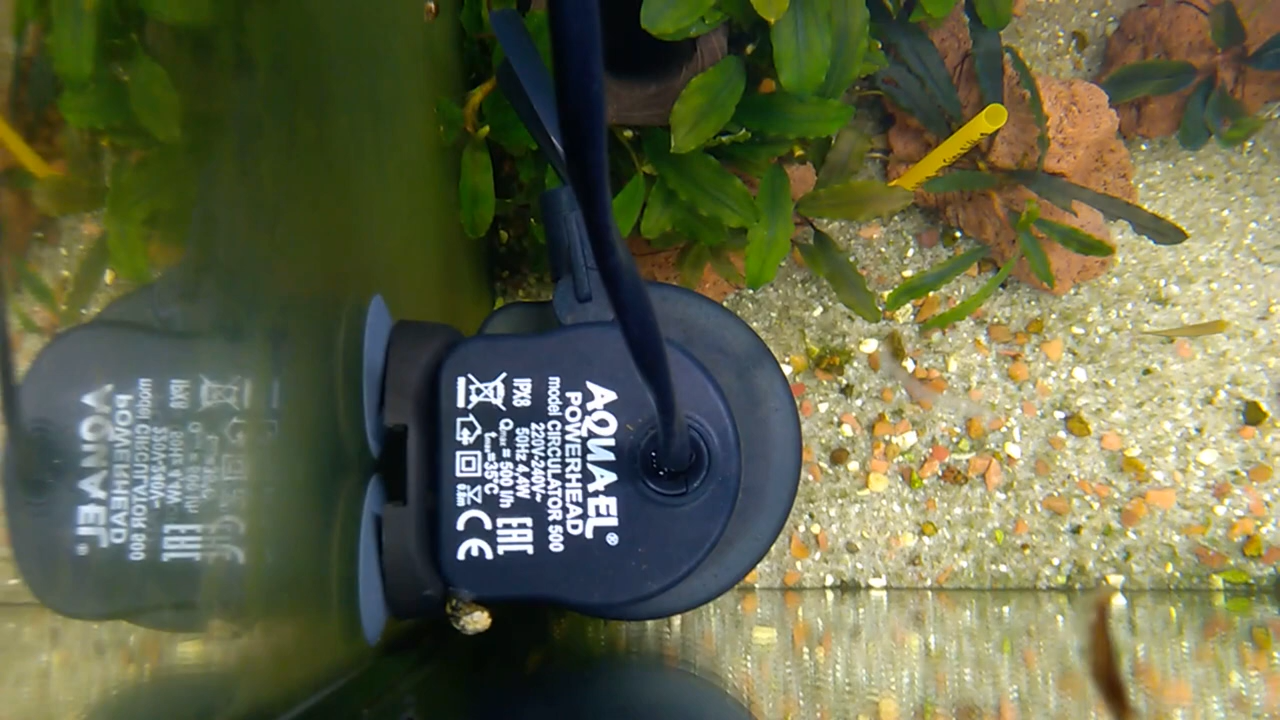 AQUAEL®
POWERHEAD
model CIRCULATOR 500
220V-240V~
50Hz 4,4W
IPX8
Qmax = 500 l/h
tmax=35°C
EAC
CE